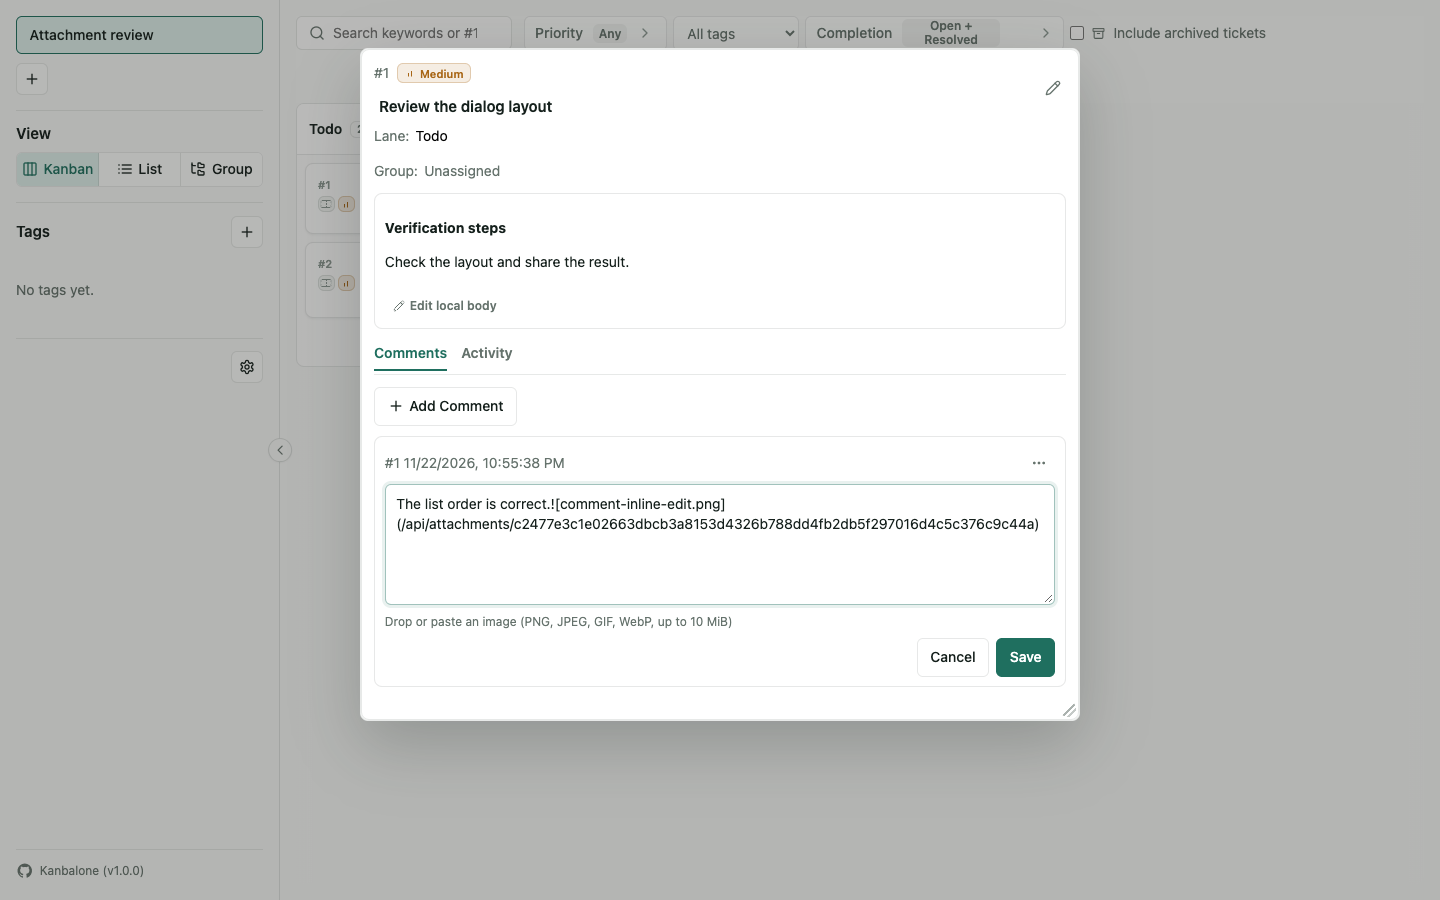 Attachment review
View
Kanban
List
Group
Tags
No tags yet.
Kanbalone (v1.0.0)
Search keywords or #1
Priority
Any
All tags
Completion
Open +
Resolved
Include archived tickets
Todo
#1
#2
#1
Medium
Review the dialog layout
Lane: Todo
Group: Unassigned
Verification steps
Check the layout and share the result.
Edit local body
Comments
Activity
Add Comment
#1 11/22/2026, 10:55:38 PM
The list order is correct.![comment-inline-edit.png]
(/api/attachments/c2477e3c1e02663dbcb3a8153d4326b788dd4fb2db5f297016d4c5c376c9c44a)
Drop or paste an image (PNG, JPEG, GIF, WebP, up to 10 MiB)
Cancel
Save